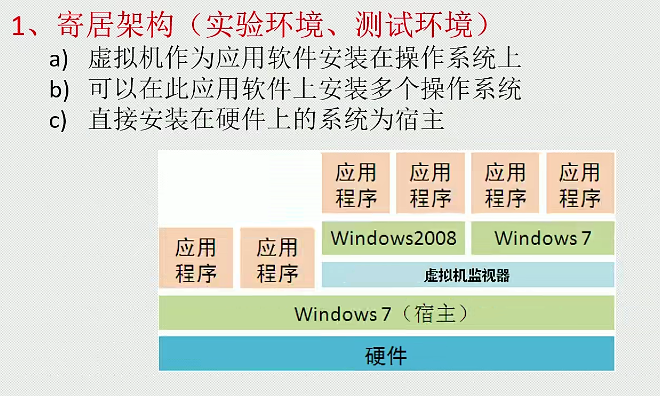 1、寄居架构（实验环境、测试环境）
a) 虚拟机作为应用软件安装在操作系统上
b) 可以在此应用软件上安装多个操作系统
c) 直接安装在硬件上的系统为宿主
应用程序
应用程序
应用程序
应用程序
应用程序
应用程序
Windows2008
Windows 7
虚拟机监视器
Windows 7（宿主）
硬件